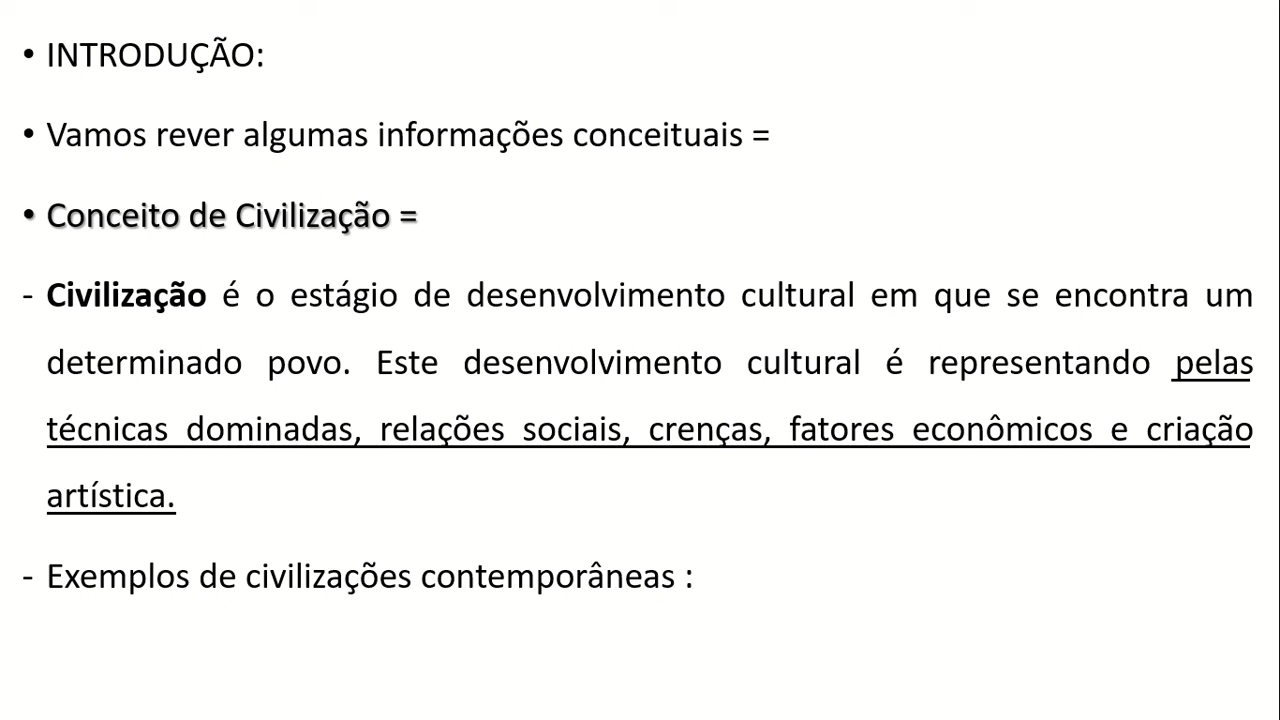 • INTRODUÇÃO:
• Vamos rever algumas informações conceituais =
• Conceito de Civilização =
- Civilização é o estágio de desenvolvimento cultural em que se encontra um
determinado povo. Este desenvolvimento cultural é representando pelas
técnicas dominadas, relações sociais, crenças, fatores econômicos e criação
artística.
- Exemplos de civilizações contemporâneas :